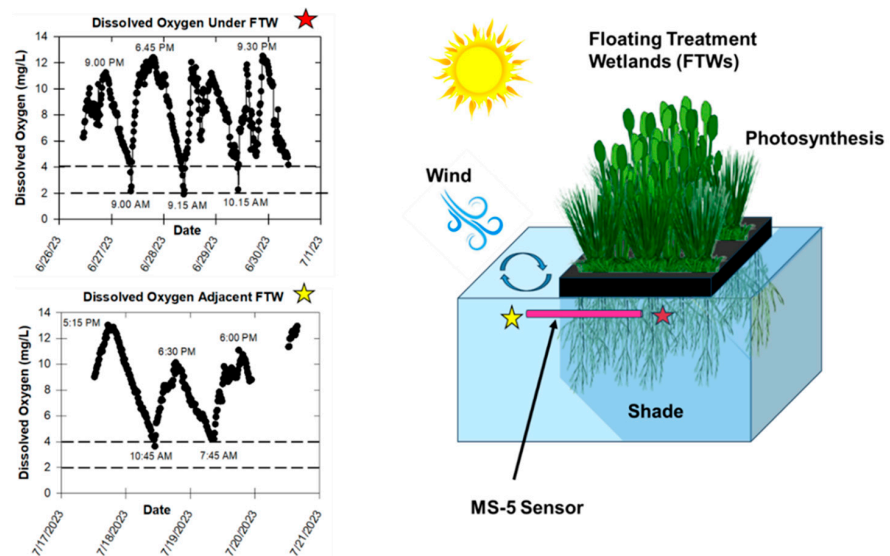 Dissolved Oxygen Under FTW
Dissolved Oxygen (mg/L)
14
12
10
8
6
4
2
0
9.00 PM
6.45 PM
9.30 PM
9.00 AM
9.15 AM
10.15 AM
6/26/23
6/27/23
6/28/23
6/29/23
6/30/23
7/1/23
Date
Dissolved Oxygen Adjacent FTW
Dissolved Oxygen (mg/L)
14
12
10
8
6
4
2
0
5:15 PM
6:30 PM
6:00 PM
10:45 AM
7:45 AM
7/17/2023
7/18/2023
7/19/2023
7/20/2023
7/21/2023
Date
Floating Treatment
Wetlands (FTWs)
Photosynthesis
Wind
Shade
MS-5 Sensor